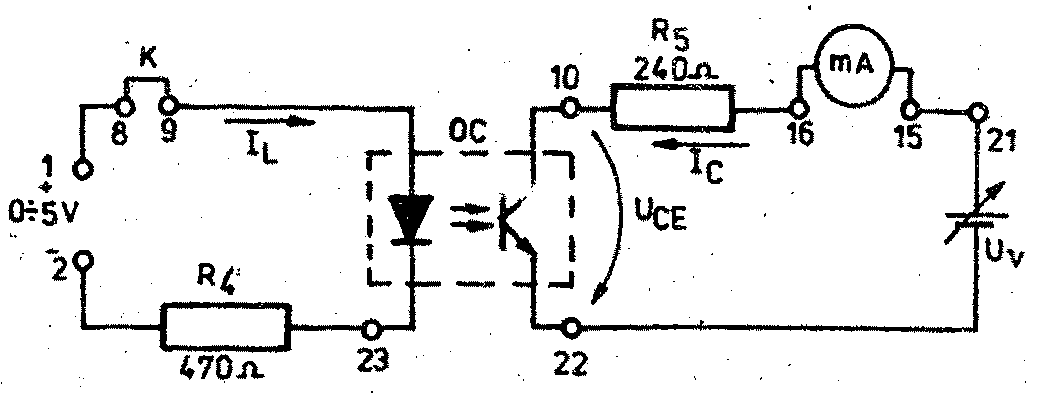 K
8
9
I_L
1
+
0÷5V
-
2
R4
470Ω
23
OC
10
R5
240Ω
I_C
mA
16
15
21
U_CE
U_V
22